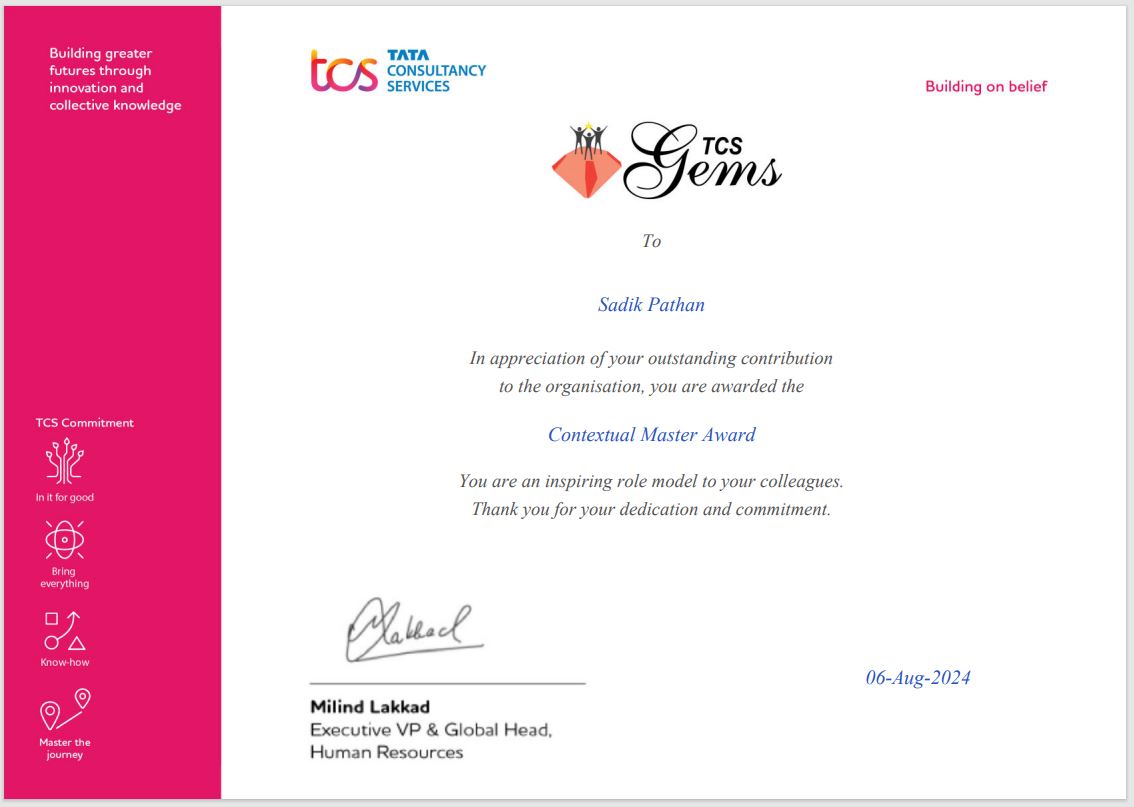 Building greater
futures through
innovation and
collective knowledge
tcs TATA
CONSULTANCY
SERVICES
Building on belief
TCS
Gems
To
Sadik Pathan
In appreciation of your outstanding contribution
to the organisation, you are awarded the
Contextual Master Award
You are an inspiring role model to your colleagues.
Thank you for your dedication and commitment.
TCS Commitment
In it for good
Bring
everything
Know-how
Master the
journey
Lakkad
Milind Lakkad
Executive VP & Global Head,
Human Resources
06-Aug-2024